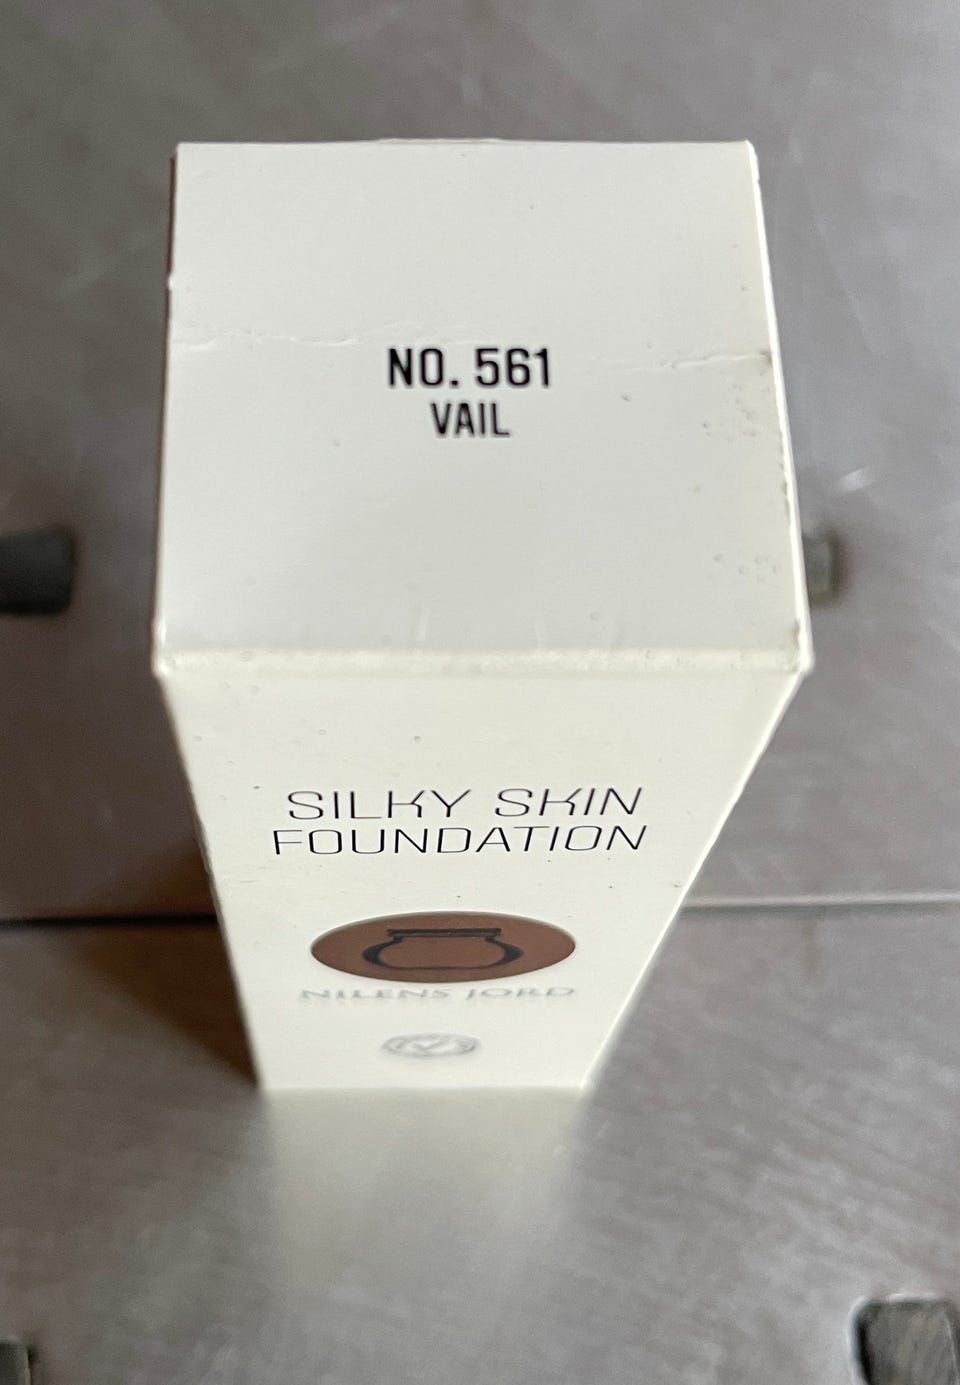 NO. 561
VAIL
SILKY SKIN
FOUNDATION
NILENS JORD